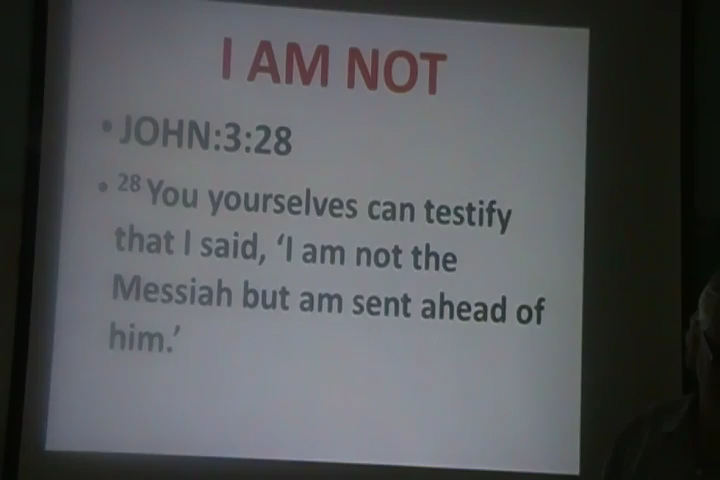 I AM NOT
• JOHN:3:28
• 28 You yourselves can testify
that I said, ‘I am not the
Messiah but am sent ahead of
him.’